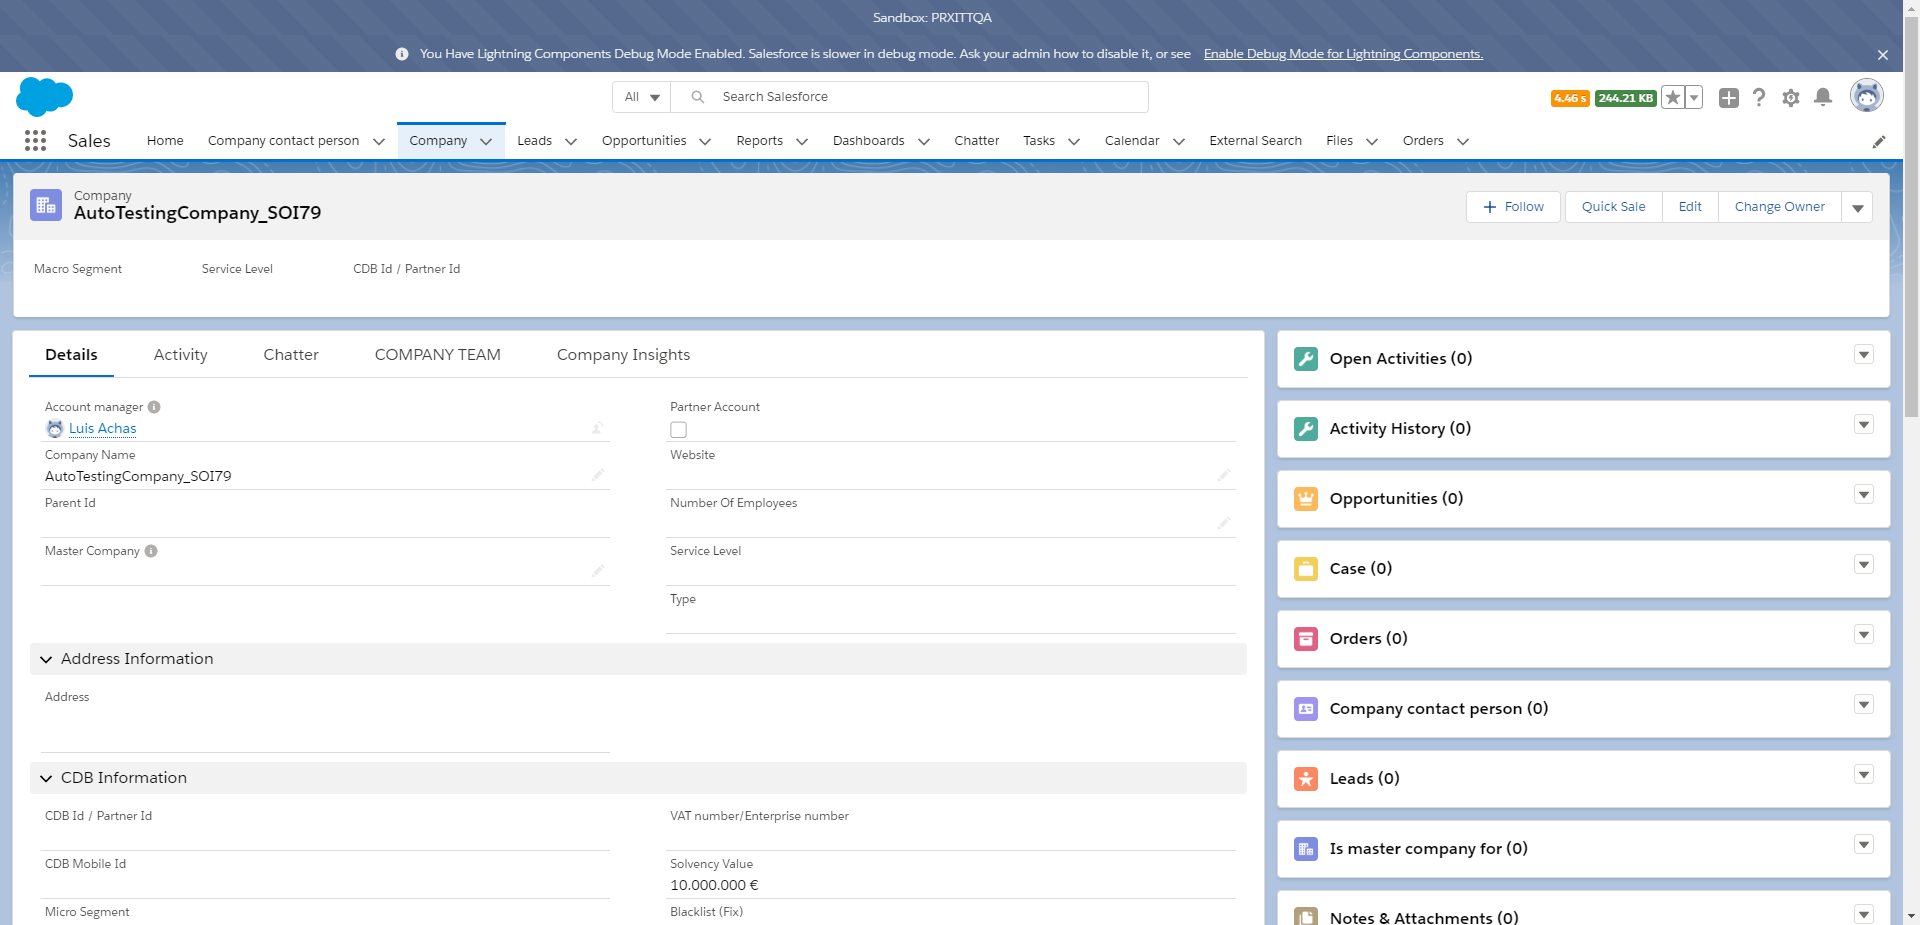 Sandbox: PRXITTQA
You Have Lightning Components Debug Mode Enabled. Salesforce is slower in debug mode. Ask your admin how to disable it, or see Enable Debug Mode for Lightning Components.
All Search Salesforce 4.46 s 244.21 KB
Sales Home Company contact person Company Leads Opportunities Reports Dashboards Chatter Tasks Calendar External Search Files Orders
Company
AutoTestingCompany_SOI79
Follow Quick Sale Edit Change Owner
Macro Segment Service Level CDB Id / Partner Id
Details Activity Chatter COMPANY TEAM Company Insights
Account manager
Luis Achas
Company Name
AutoTestingCompany_SOI79
Parent Id
Master Company
Partner Account
Website
Number Of Employees
Service Level
Type
Address Information
Address
CDB Information
CDB Id / Partner Id
CDB Mobile Id
Micro Segment
VAT number/Enterprise number
Solvency Value
10.000.000 €
Blacklist (Fix)
Open Activities (0)
Activity History (0)
Opportunities (0)
Case (0)
Orders (0)
Company contact person (0)
Leads (0)
Is master company for (0)
Notes & Attachments (0)